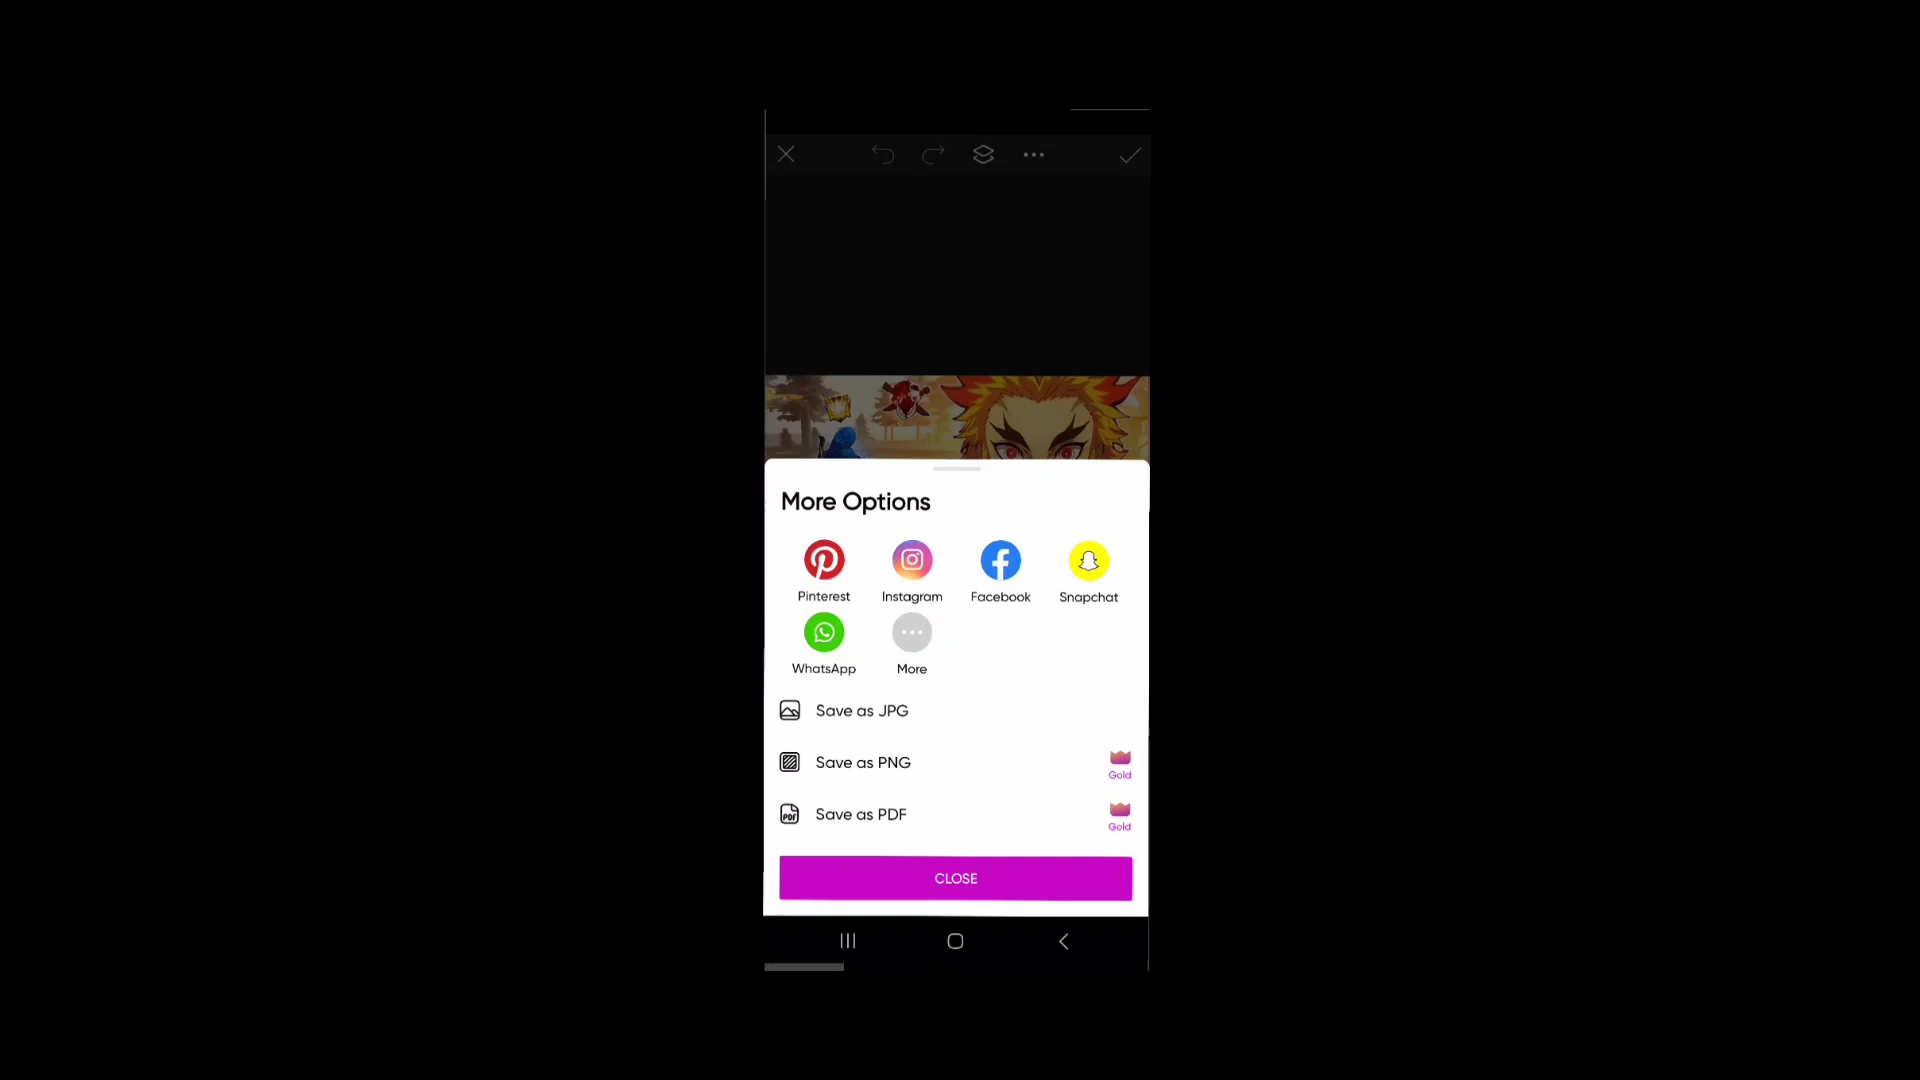 More Options
Pinterest Instagram Facebook Snapchat
WhatsApp More
Save as JPG
Save as PNG Gold
PDF Save as PDF Gold
CLOSE